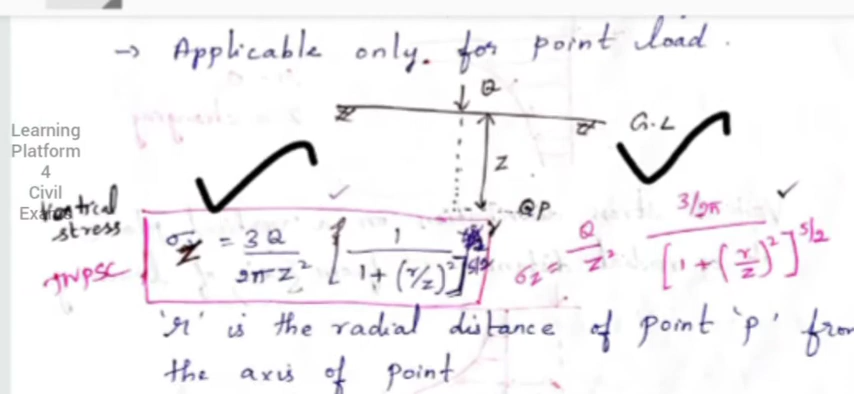 → Applicable only. for point load.
Q
G.L
Z
@P
r
Learning
Platform
4
Civil
Exams
Vertical
stress
TNPSC
σz = 3Q / 2πz² [1 / 1 + (r/z)²]^5/2
σz = Q / z² 3/2π / [1 + (r/z)²]^5/2
'r' is the radial distance of point 'p' from
the axis of point